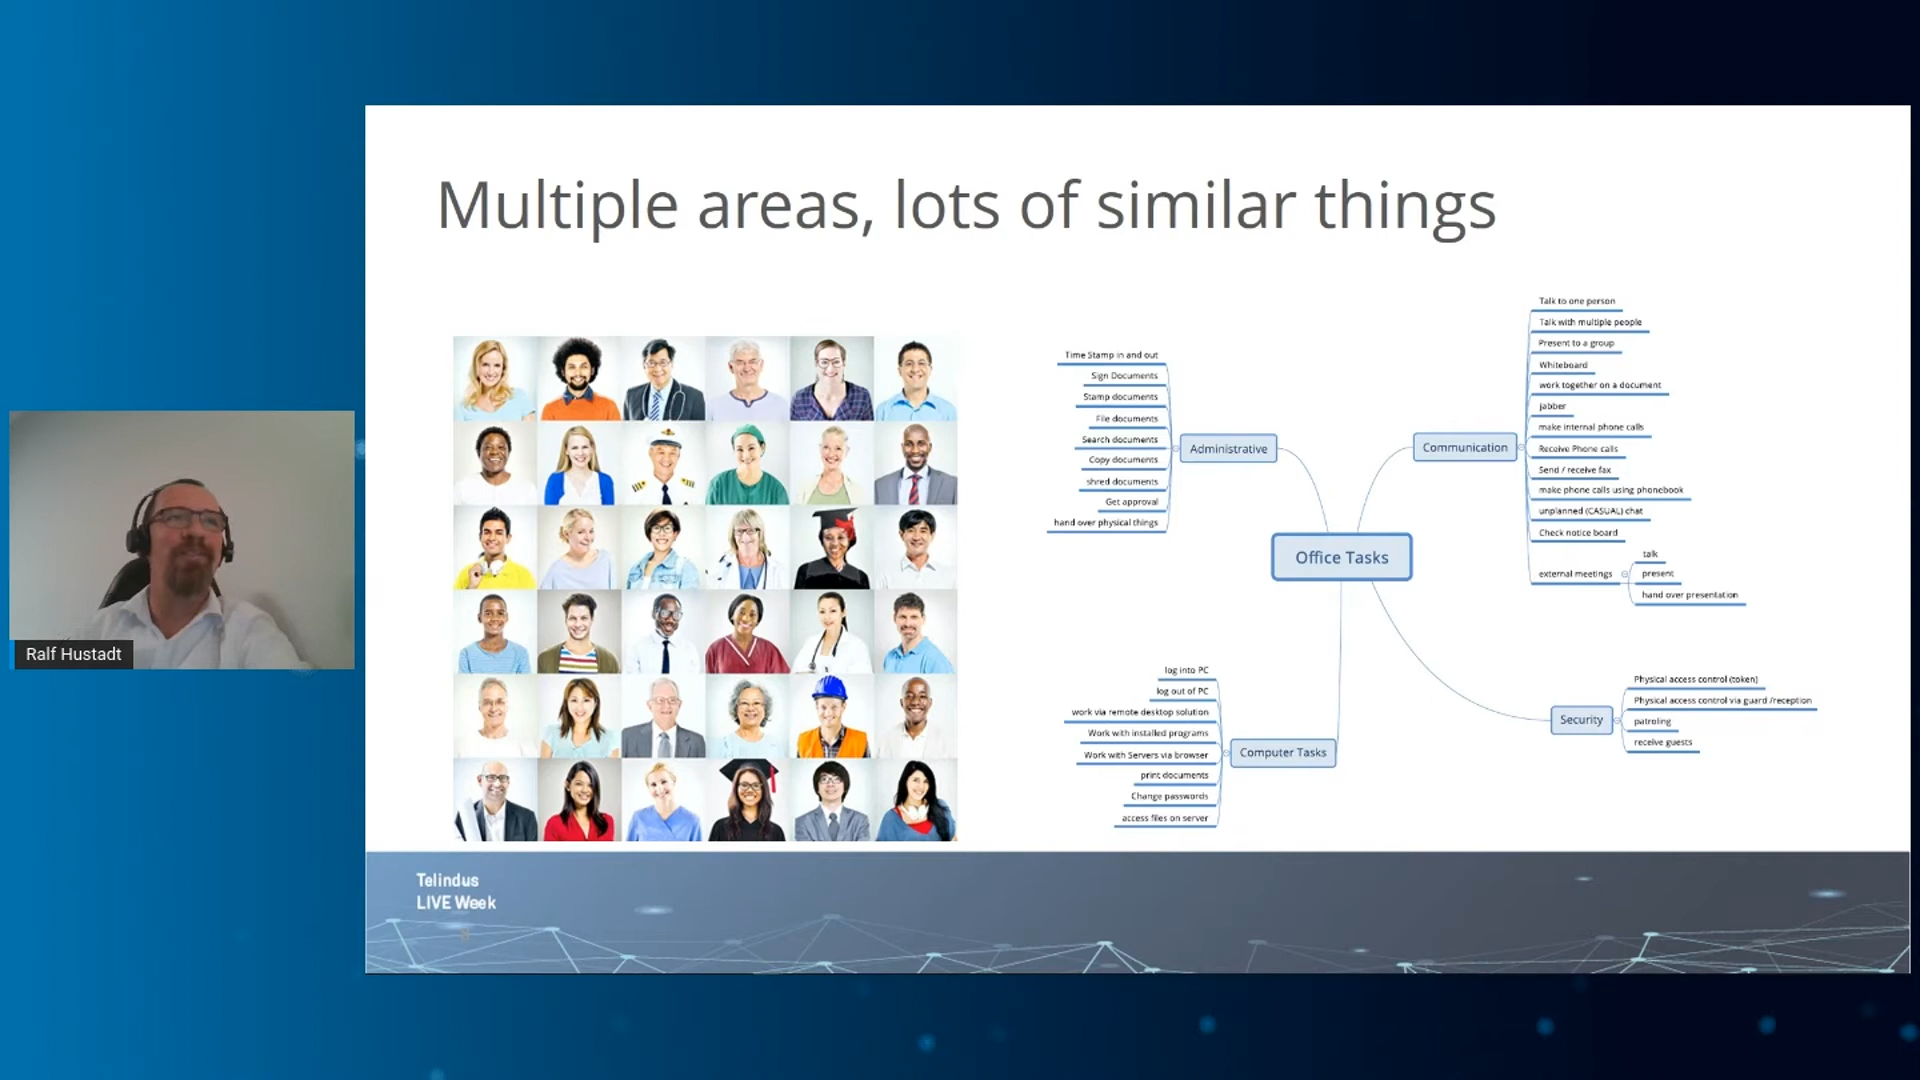 Multiple areas, lots of similar things
Time Stamp in and out
Sign Documents
Stamp documents
File documents
Search documents
Copy documents
shred documents
Get approval
hand over physical things
Administrative
Communication
Talk to one person
Talk with multiple people
Present to a group
Whiteboard
work together on a document
jabber
make internal phone calls
Receive Phone calls
Send / receive fax
make phone calls using phonebook
unplanned (CASUAL) chat
Check notice board
external meetings
talk
present
hand over presentation
Office Tasks
log into PC
log out of PC
work via remote desktop solution
Work with installed programs
Work with Servers via browser
print documents
Change passwords
access files on server
Computer Tasks
Security
Physical access control (token)
Physical access control via guard /reception
patroling
receive guests
Ralf Hustadt
Telindus
LIVE Week